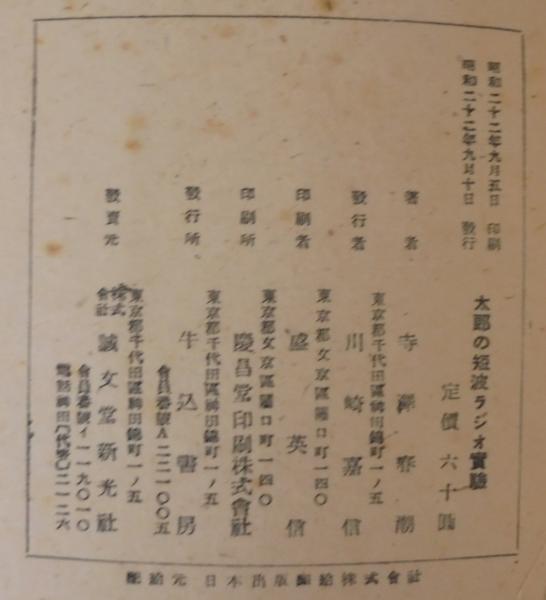 昭和二十二年九月五日 印刷
昭和二十二年九月十日 發行
太郎の短波ラジオ實驗
定價 六十圓
著者 寺澤春潮
東京都千代田區神田錦町一ノ五
發行者 川崎嘉信
東京都文京區關口町一四〇
印刷者 盛英信
東京都文京區關口町一四〇
印刷所 慶昌堂印刷株式會社
東京都千代田區神田錦町一ノ五
發行所 牛込書房
會員番號A二二一〇〇五
東京都千代田區神田錦町一ノ五
發賣元 株式會社 誠文堂新光社
會員番號イ一一九〇一〇
電話神田(代表)〇二一二六
配給元 日本出版配給株式會社